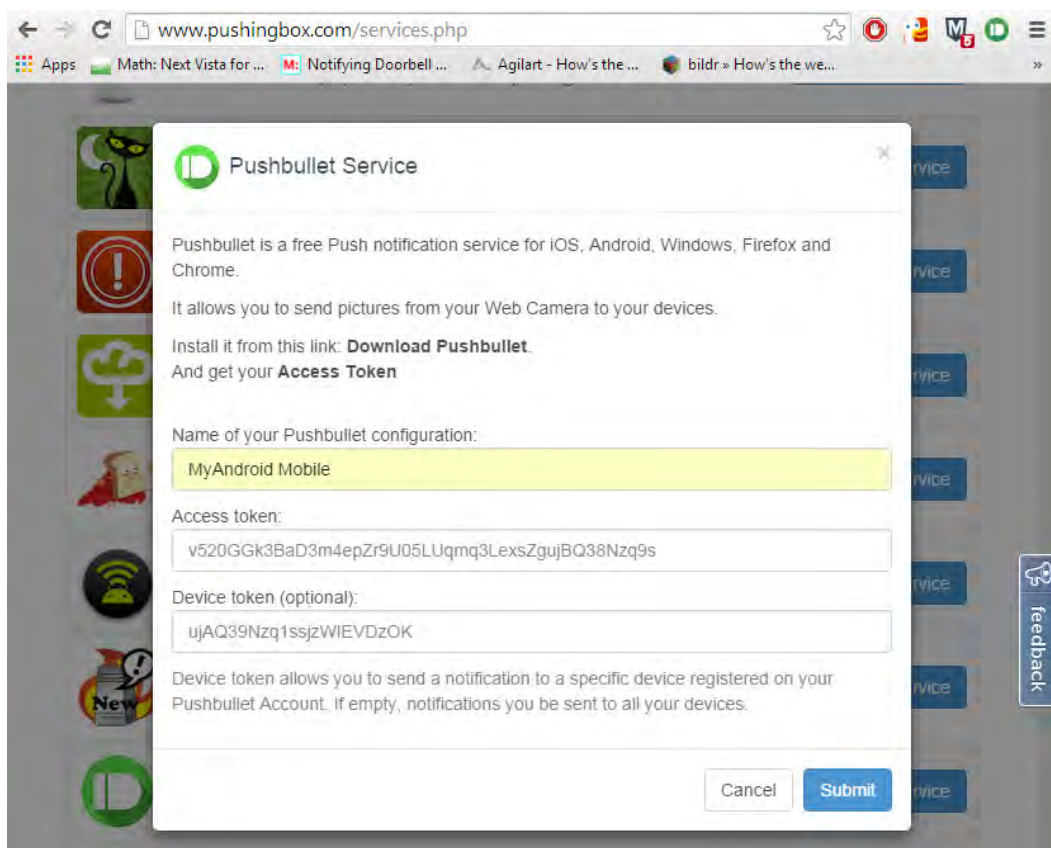 www.pushingbox.com/services.php
Apps Math: Next Vista for ... M: Notifying Doorbell ... Agilart - How's the ... bildr » How's the we... »
Pushbullet Service
×
Pushbullet is a free Push notification service for iOS, Android, Windows, Firefox and
Chrome.
It allows you to send pictures from your Web Camera to your devices.
Install it from this link: Download Pushbullet.
And get your Access Token
Name of your Pushbullet configuration:
MyAndroid Mobile
Access token:
v520GGk3BaD3m4epZr9U05LUqmq3LexsZgujBQ38Nzq9s
Device token (optional):
ujAQ39Nzq1ssjzWIEVDzOK
Device token allows you to send a notification to a specific device registered on your
Pushbullet Account. If empty, notifications you be sent to all your devices.
Cancel Submit
rvice
rvice
rvice
rvice
rvice
rvice
rvice
New
feedback